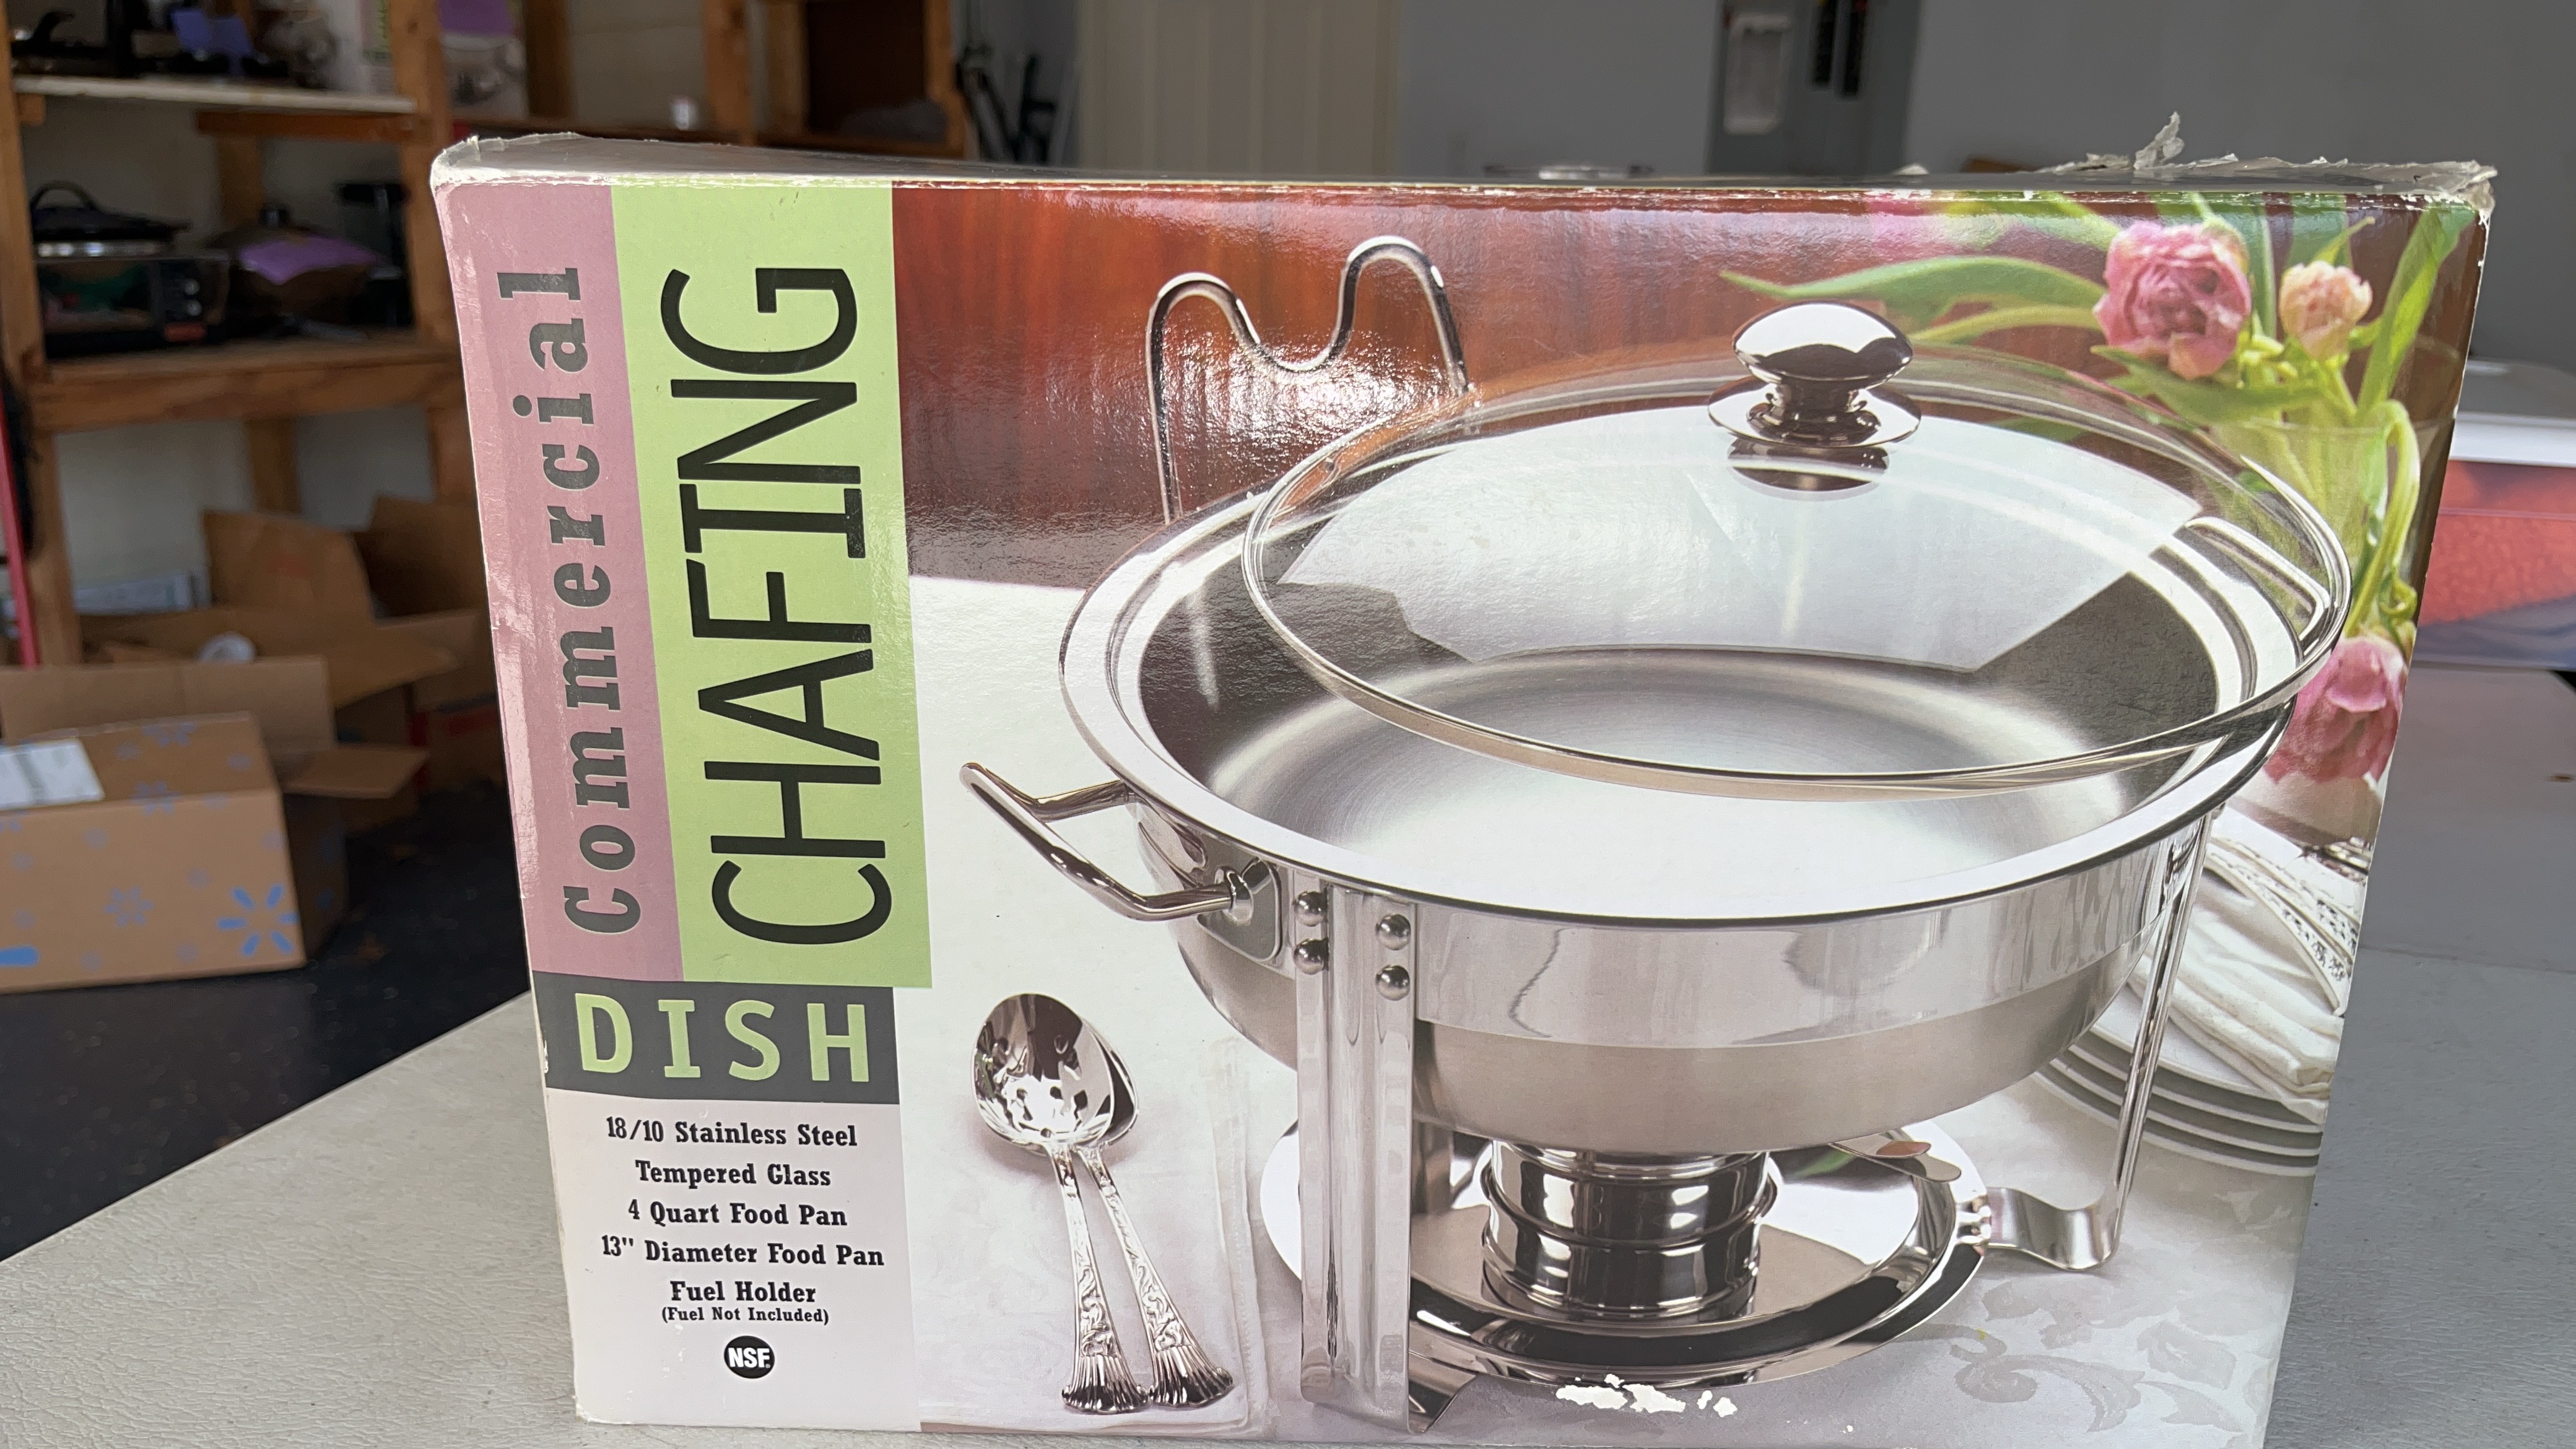 Commercial
CHAFING
DISH
18/10 Stainless Steel
Tempered Glass
4 Quart Food Pan
13" Diameter Food Pan
Fuel Holder
(Fuel Not Included)
NSF